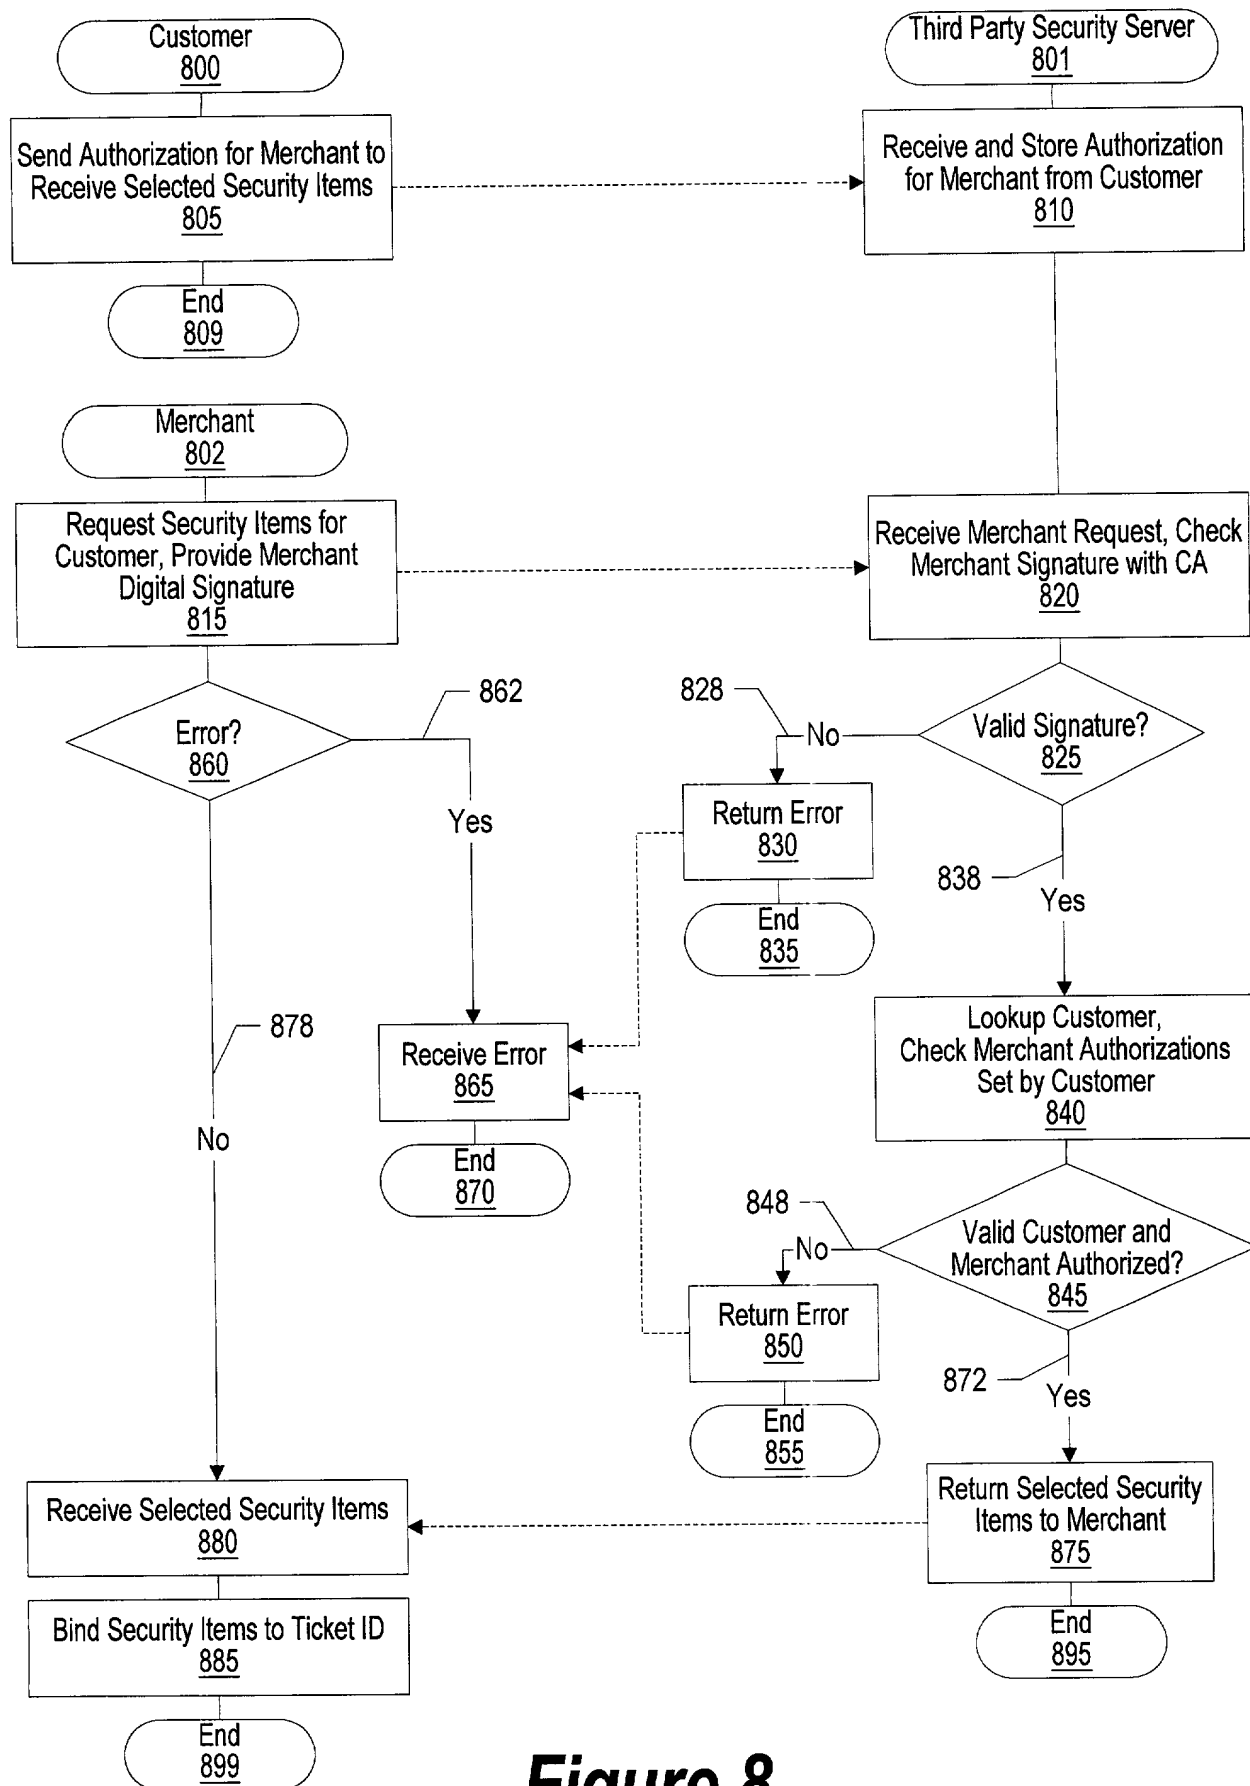 Customer
800
Third Party Security Server
801
Send Authorization for Merchant to
Receive Selected Security Items
805
Receive and Store Authorization
for Merchant from Customer
810
End
809
Merchant
802
Request Security Items for
Customer, Provide Merchant
Digital Signature
815
Receive Merchant Request, Check
Merchant Signature with CA
820
Error?
860
862
Yes
828
No
Valid Signature?
825
Return Error
830
End
835
838
Yes
878
No
Receive Error
865
End
870
Lookup Customer,
Check Merchant Authorizations
Set by Customer
840
848
No
Valid Customer and
Merchant Authorized?
845
Return Error
850
End
855
872
Yes
Receive Selected Security Items
880
Return Selected Security
Items to Merchant
875
Bind Security Items to Ticket ID
885
End
895
End
899
Figure 8